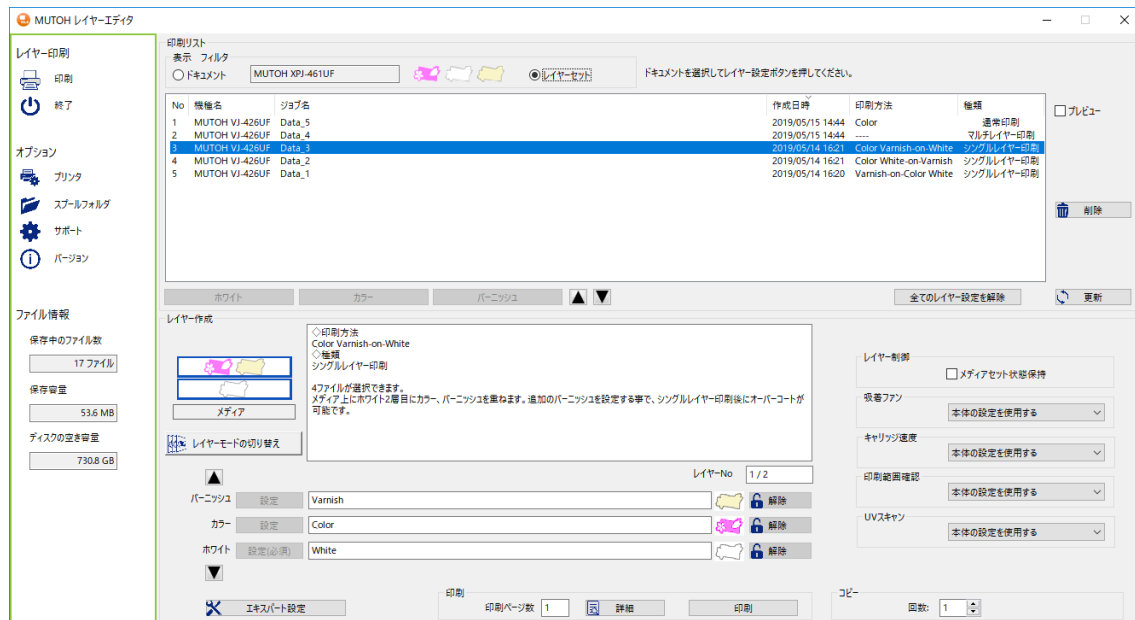 MUTOH レイヤーエディタ
レイヤー印刷
印刷
終了
オプション
プリンタ
スプールフォルダ
サポート
バージョン
ファイル情報
保存中のファイル数
17 ファイル
保存容量
53.6 MB
ディスクの空き容量
730.8 GB
印刷リスト
表示 フィルタ
ドキュメント MUTOH XPJ-461UF レイヤーセット ドキュメントを選択してレイヤー設定ボタンを押してください。
No 機種名 ジョブ名 作成日時 印刷方法 種類
1 MUTOH VJ-426UF Data_5 2019/05/15 14:44 Color 通常印刷
2 MUTOH VJ-426UF Data_4 2019/05/15 14:44 ---- マルチレイヤー印刷
3 MUTOH VJ-426UF Data_3 2019/05/14 16:21 Color Varnish-on-White シングルレイヤー印刷
4 MUTOH VJ-426UF Data_2 2019/05/14 16:21 Color White-on-Varnish シングルレイヤー印刷
5 MUTOH VJ-426UF Data_1 2019/05/14 16:20 Varnish-on-Color White シングルレイヤー印刷
プレビュー
削除
ホワイト カラー バーニッシュ 全てのレイヤー設定を解除 更新
レイヤー作成
◇印刷方法
Color Varnish-on-White
◇種類
シングルレイヤー印刷
4ファイルが選択できます。
メディア上にホワイト2層目にカラー、バーニッシュを重ねます。追加のバーニッシュを設定する事で、シングルレイヤー印刷後にオーバーコートが
可能です。
メディア
レイヤーモードの切り替え
レイヤーNo 1 / 2
バーニッシュ 設定 Varnish 解除
カラー 設定 Color 解除
ホワイト 設定(必須) White 解除
エキスパート設定
印刷
印刷ページ数 1 詳細 印刷
レイヤー制御
メディアセット状態保持
吸着ファン
本体の設定を使用する
キャリッジ速度
本体の設定を使用する
印刷範囲確認
本体の設定を使用する
UVスキャン
本体の設定を使用する
コピー
回数: 1